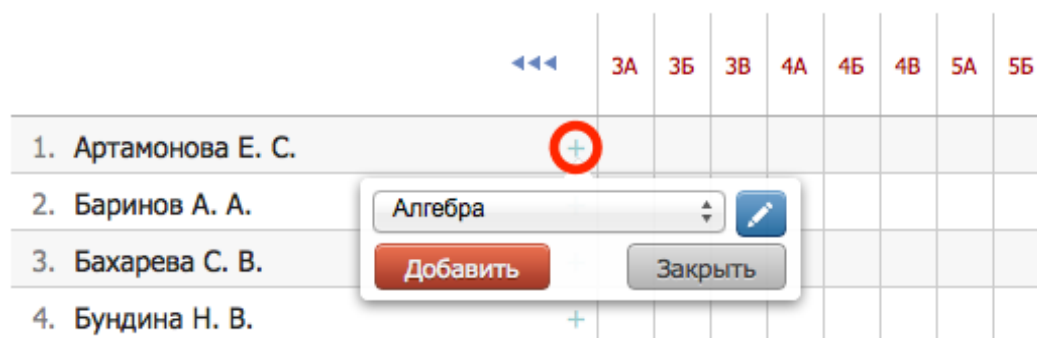 3А 3Б 3В 4А 4Б 4В 5А 5Б
1. Артамонова Е. С. +
2. Баринов А. А.
Алгебра
3. Бахарева С. В.
Добавить Закрыть
4. Бундина Н. В. +